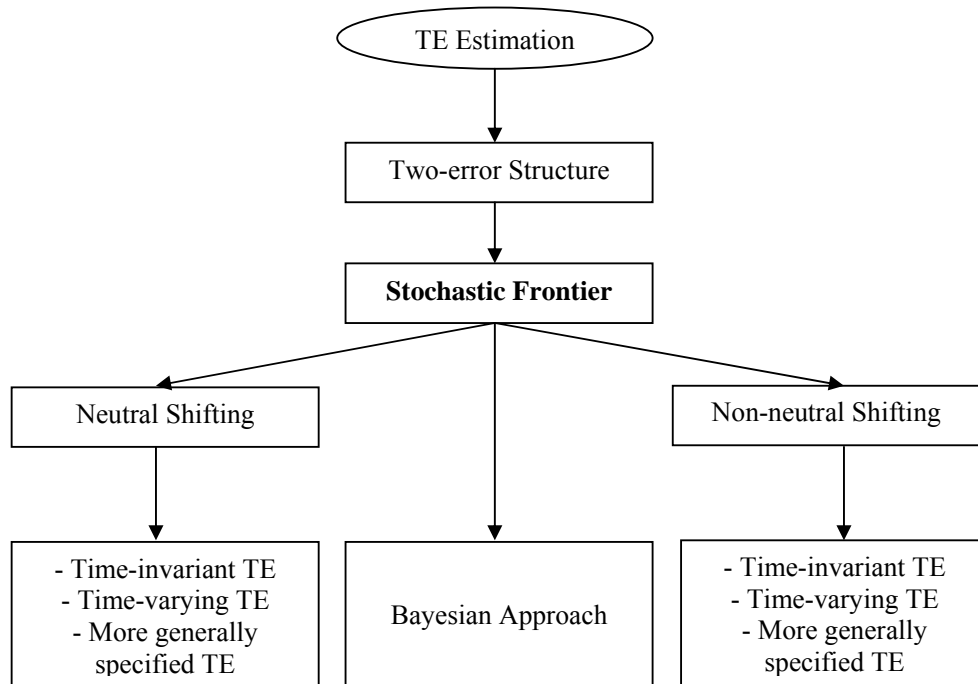 TE Estimation
Two-error Structure
Stochastic Frontier
Neutral Shifting
Non-neutral Shifting
- Time-invariant TE
- Time-varying TE
- More generally
specified TE
Bayesian Approach
- Time-invariant TE
- Time-varying TE
- More generally
specified TE